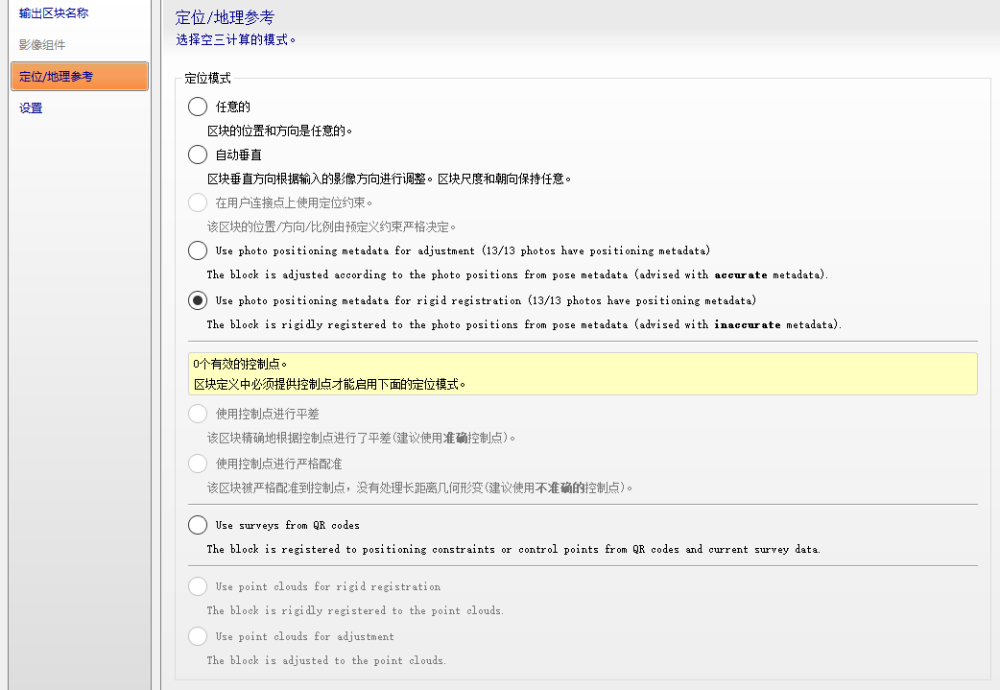 输出区块名称
影像组件
定位/地理参考
设置
定位/地理参考
选择空三计算的模式。
定位模式
任意的
区块的位置和方向是任意的。
自动垂直
区块垂直方向根据输入的影像方向进行调整。区块尺度和朝向保持任意。
在用户连接点上使用定位约束。
该区块的位置/方向/比例由预定义约束严格决定。
Use photo positioning metadata for adjustment (13/13 photos have positioning metadata)
The block is adjusted according to the photo positions from pose metadata (advised with accurate metadata).
Use photo positioning metadata for rigid registration (13/13 photos have positioning metadata)
The block is rigidly registered to the photo positions from pose metadata (advised with inaccurate metadata).
0个有效的控制点。
区块定义中必须提供控制点才能启用下面的定位模式。
使用控制点进行平差
该区块精确地根据控制点进行了平差(建议使用准确控制点)。
使用控制点进行严格配准
该区块被严格配准到控制点，没有处理长距离几何形变(建议使用不准确的控制点)。
Use surveys from QR codes
The block is registered to positioning constraints or control points from QR codes and current survey data.
Use point clouds for rigid registration
The block is rigidly registered to the point clouds.
Use point clouds for adjustment
The block is adjusted to the point clouds.